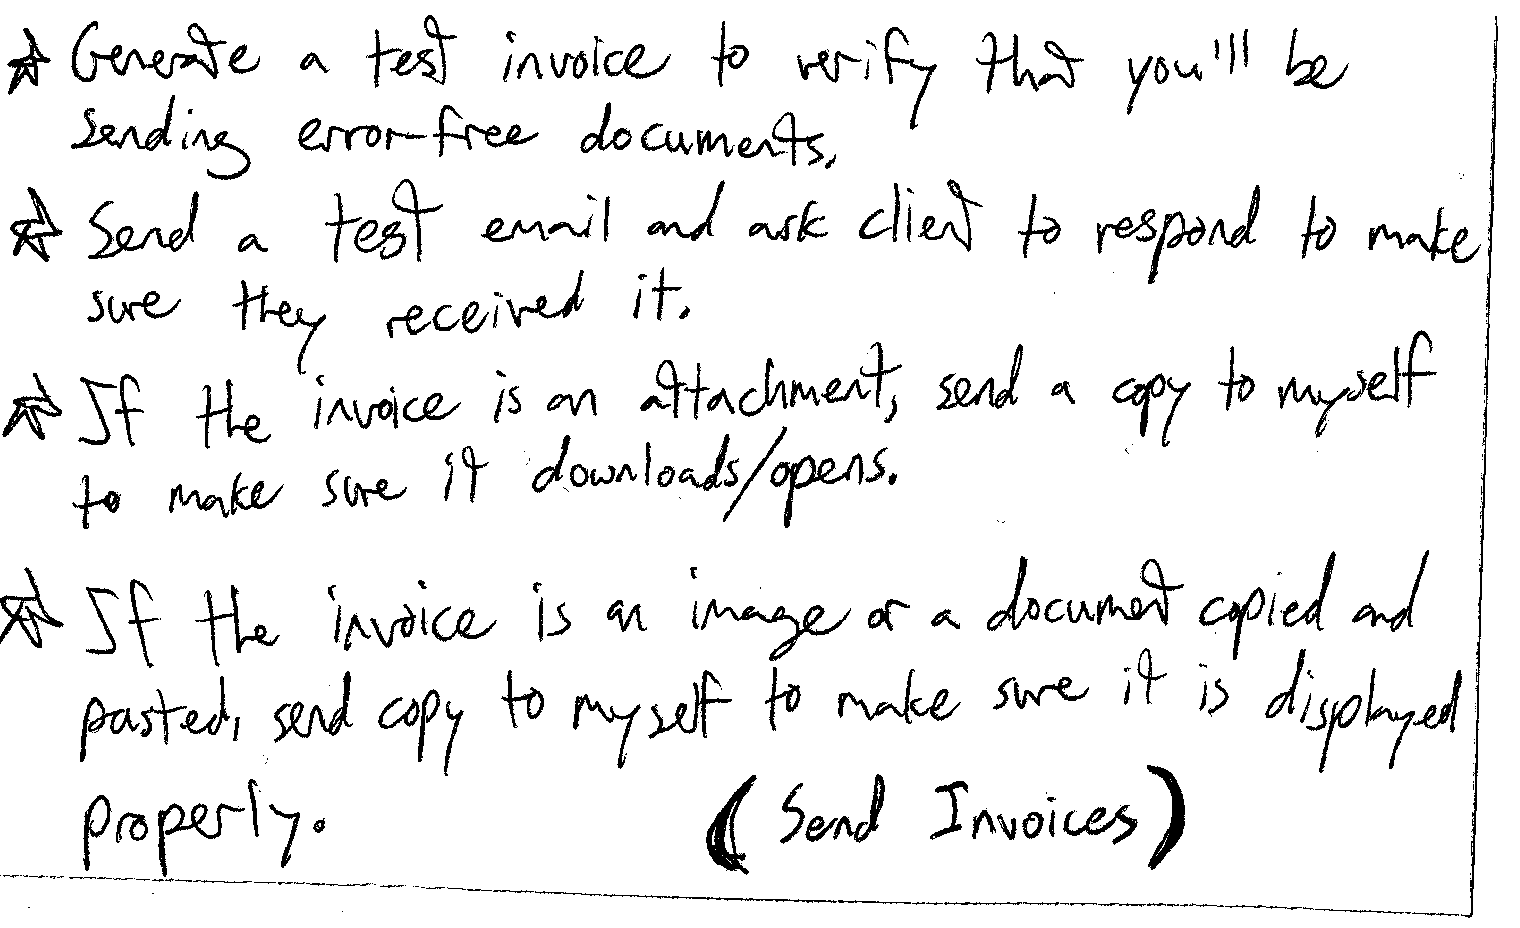 ☆ Generate a test invoice to verify that you'll be
sending error-free documents.
☆ Send a test email and ask client to respond to make
sure they received it.
☆ If the invoice is an attachment, send a copy to myself
to make sure it downloads/opens.
☆ If the invoice is an image or a document copied and
pasted, send copy to myself to make sure it is displayed
properly. (Send Invoices)